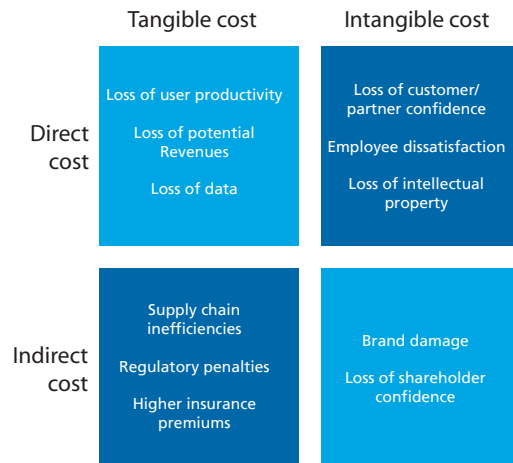 Tangible cost
Intangible cost
Direct
cost
Loss of user productivity
Loss of potential
Revenues
Loss of data
Loss of customer/
partner confidence
Employee dissatisfaction
Loss of intellectual
property
Indirect
cost
Supply chain
inefficiencies
Regulatory penalties
Higher insurance
premiums
Brand damage
Loss of shareholder
confidence